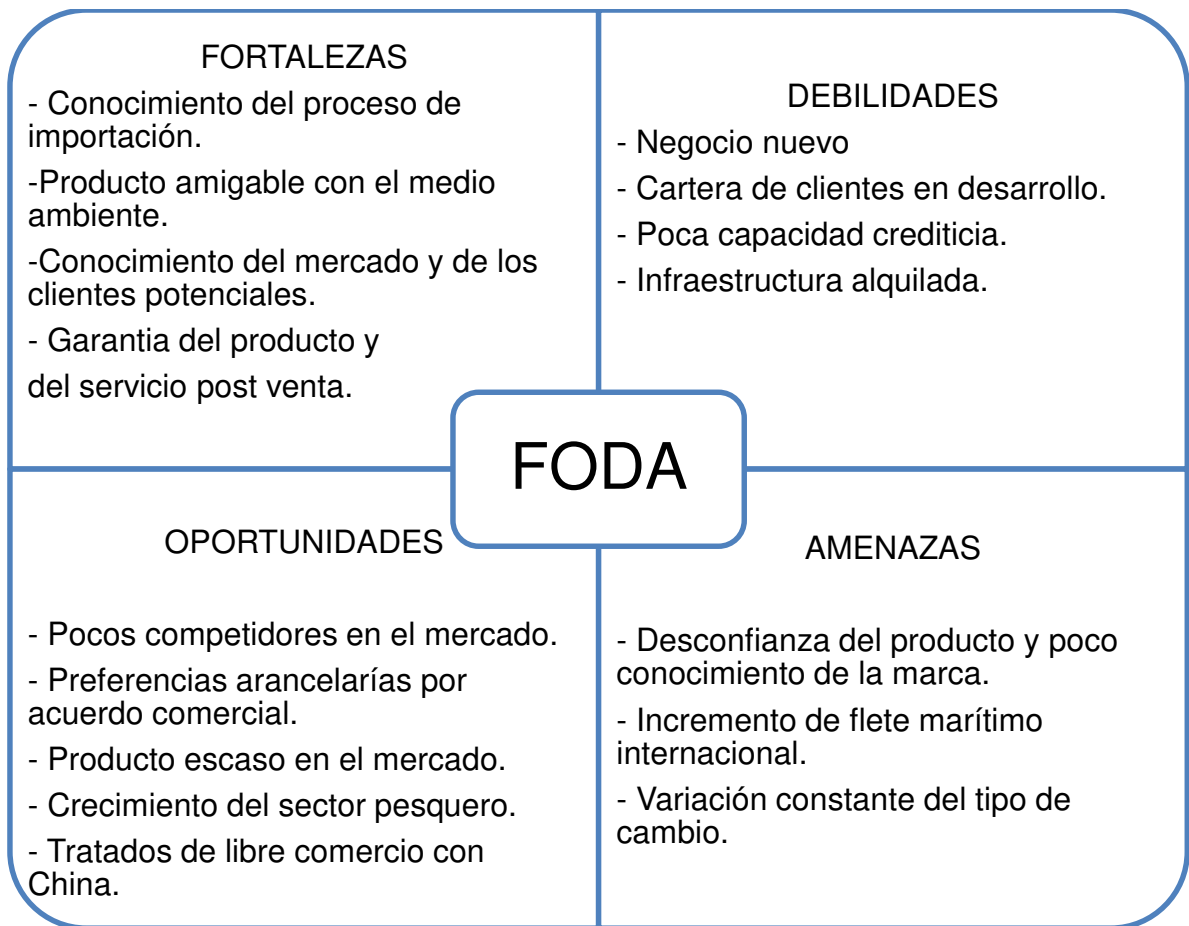 FORTALEZAS
- Conocimiento del proceso de
importación.
-Producto amigable con el medio
ambiente.
-Conocimiento del mercado y de los
clientes potenciales.
- Garantia del producto y
del servicio post venta.
DEBILIDADES
- Negocio nuevo
- Cartera de clientes en desarrollo.
- Poca capacidad crediticia.
- Infraestructura alquilada.
FODA
OPORTUNIDADES
- Pocos competidores en el mercado.
- Preferencias arancelarías por
acuerdo comercial.
- Producto escaso en el mercado.
- Crecimiento del sector pesquero.
- Tratados de libre comercio con
China.
AMENAZAS
- Desconfianza del producto y poco
conocimiento de la marca.
- Incremento de flete marítimo
internacional.
- Variación constante del tipo de
cambio.